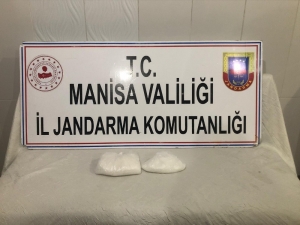 T.C.
MANİSA VALİLİĞİ
İL JANDARMA KOMUTANLIĞI